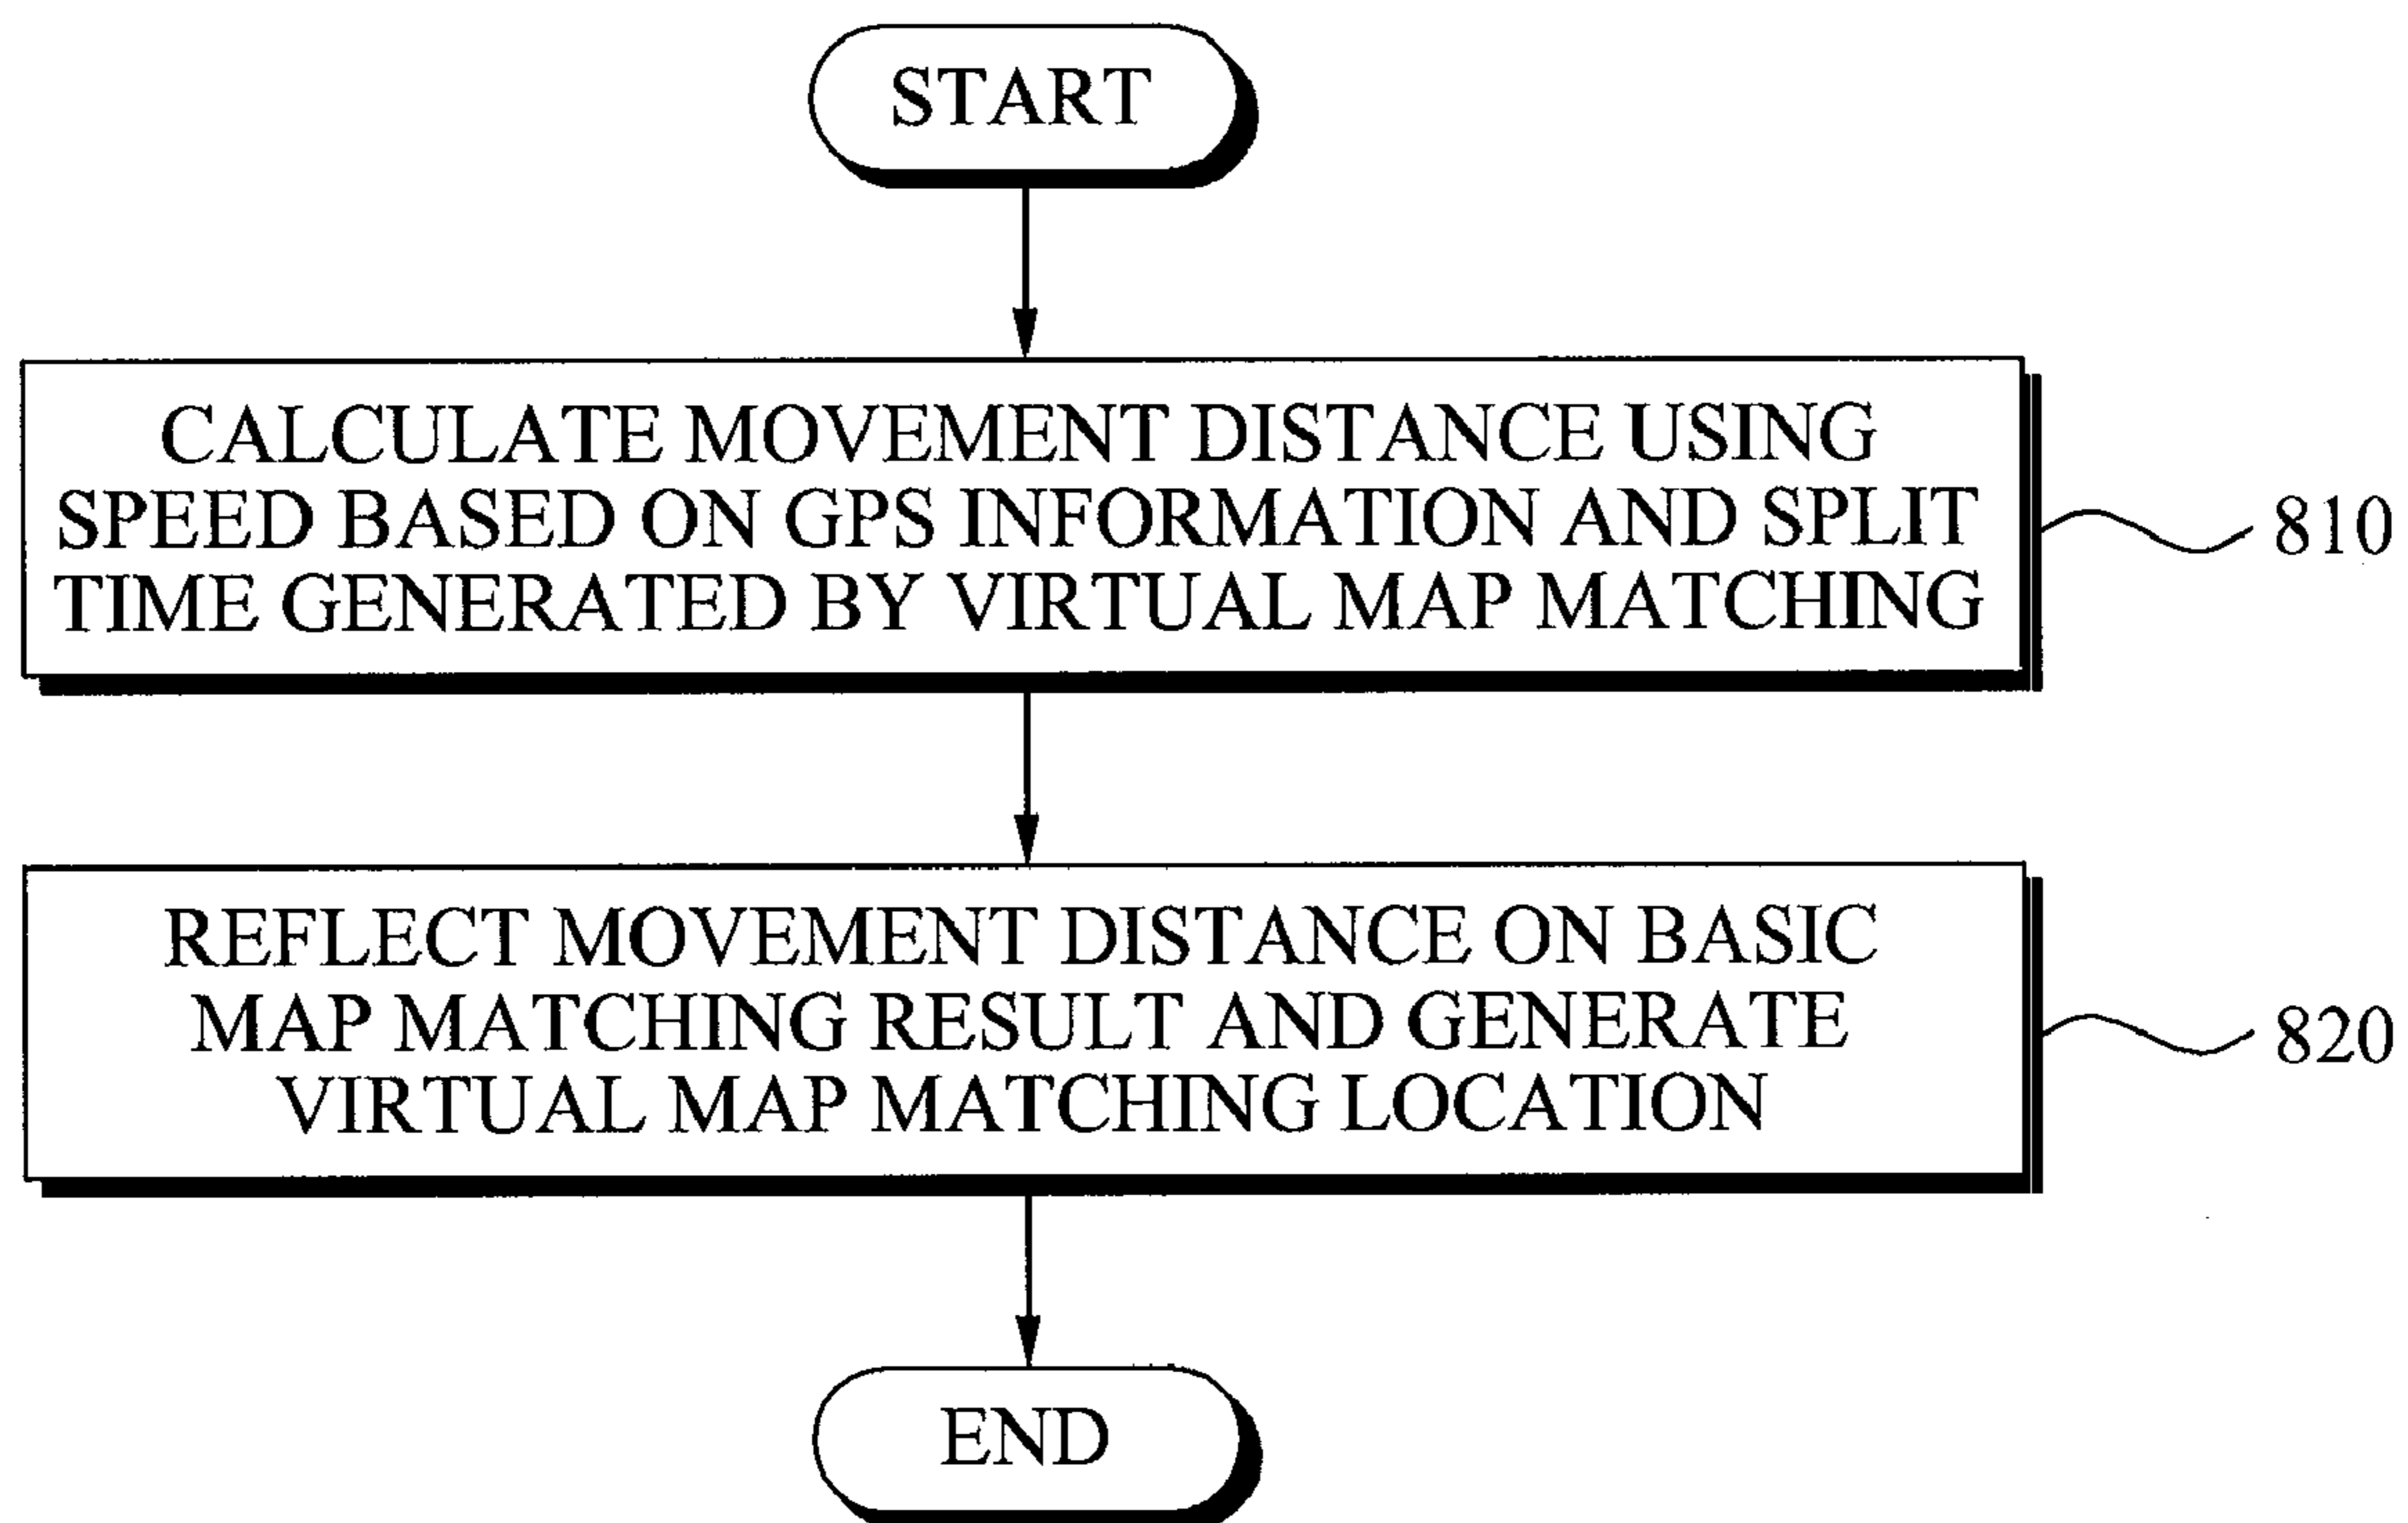 START
CALCULATE MOVEMENT DISTANCE USING
SPEED BASED ON GPS INFORMATION AND SPLIT
TIME GENERATED BY VIRTUAL MAP MATCHING
810
REFLECT MOVEMENT DISTANCE ON BASIC
MAP MATCHING RESULT AND GENERATE
VIRTUAL MAP MATCHING LOCATION
820
END